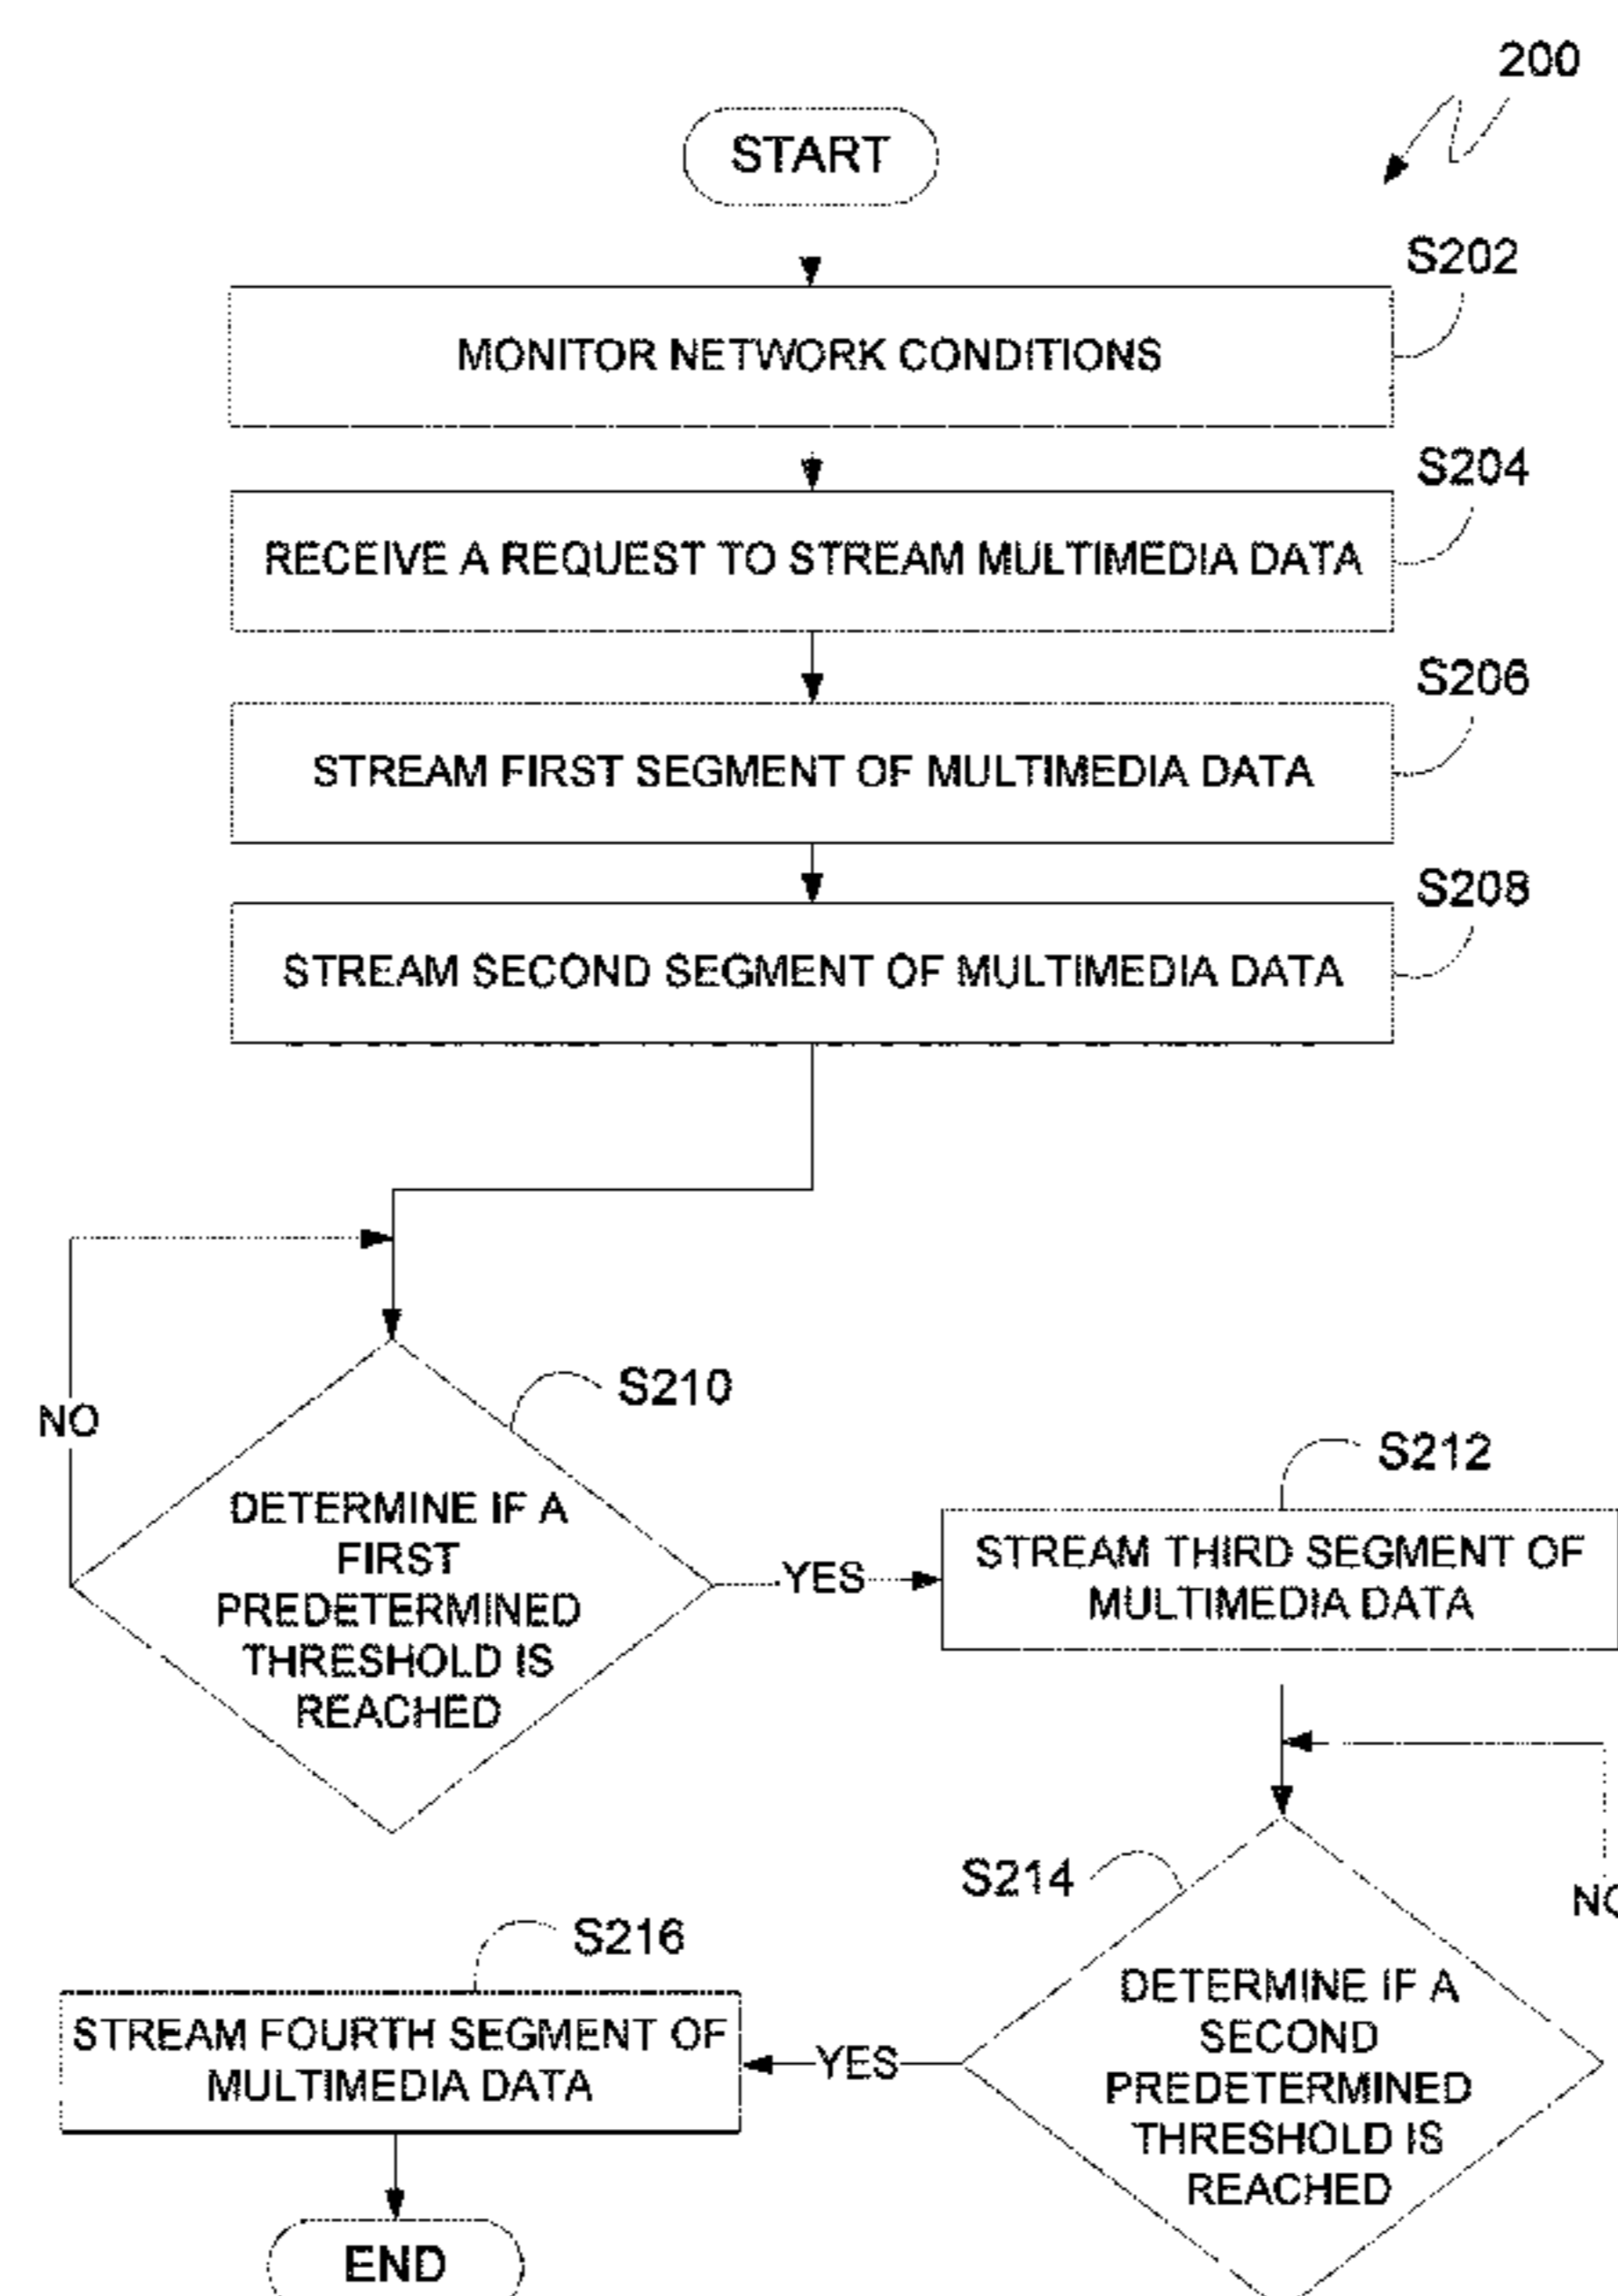 200
START
S202
MONITOR NETWORK CONDITIONS
S204
RECEIVE A REQUEST TO STREAM MULTIMEDIA DATA
S206
STREAM FIRST SEGMENT OF MULTIMEDIA DATA
S208
STREAM SECOND SEGMENT OF MULTIMEDIA DATA
S210
NO
DETERMINE IF A
FIRST
PREDETERMINED
THRESHOLD IS
REACHED
YES
S212
STREAM THIRD SEGMENT OF
MULTIMEDIA DATA
S214
NO
DETERMINE IF A
SECOND
PREDETERMINED
THRESHOLD IS
REACHED
YES
S216
STREAM FOURTH SEGMENT OF
MULTIMEDIA DATA
END